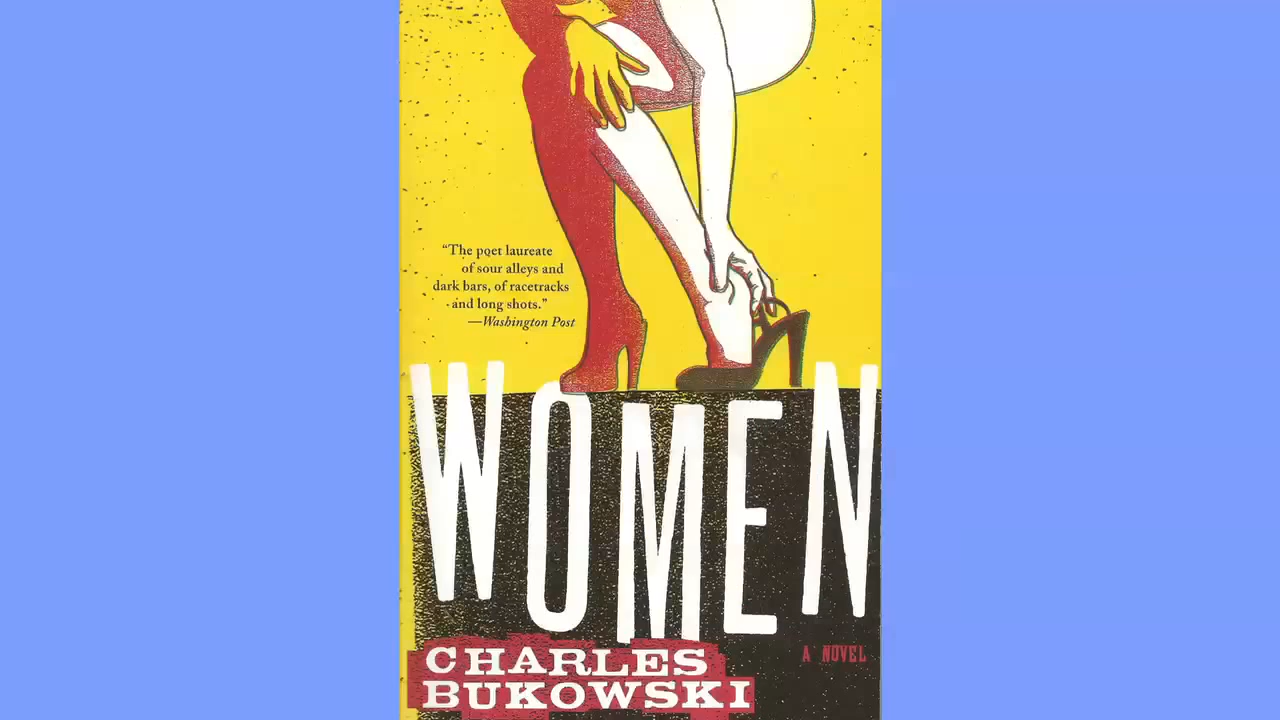 “The poet laureate
of sour alleys and
dark bars, of racetracks
and long shots.”
—Washington Post
WOMEN
A NOVEL
CHARLES
BUKOWSKI